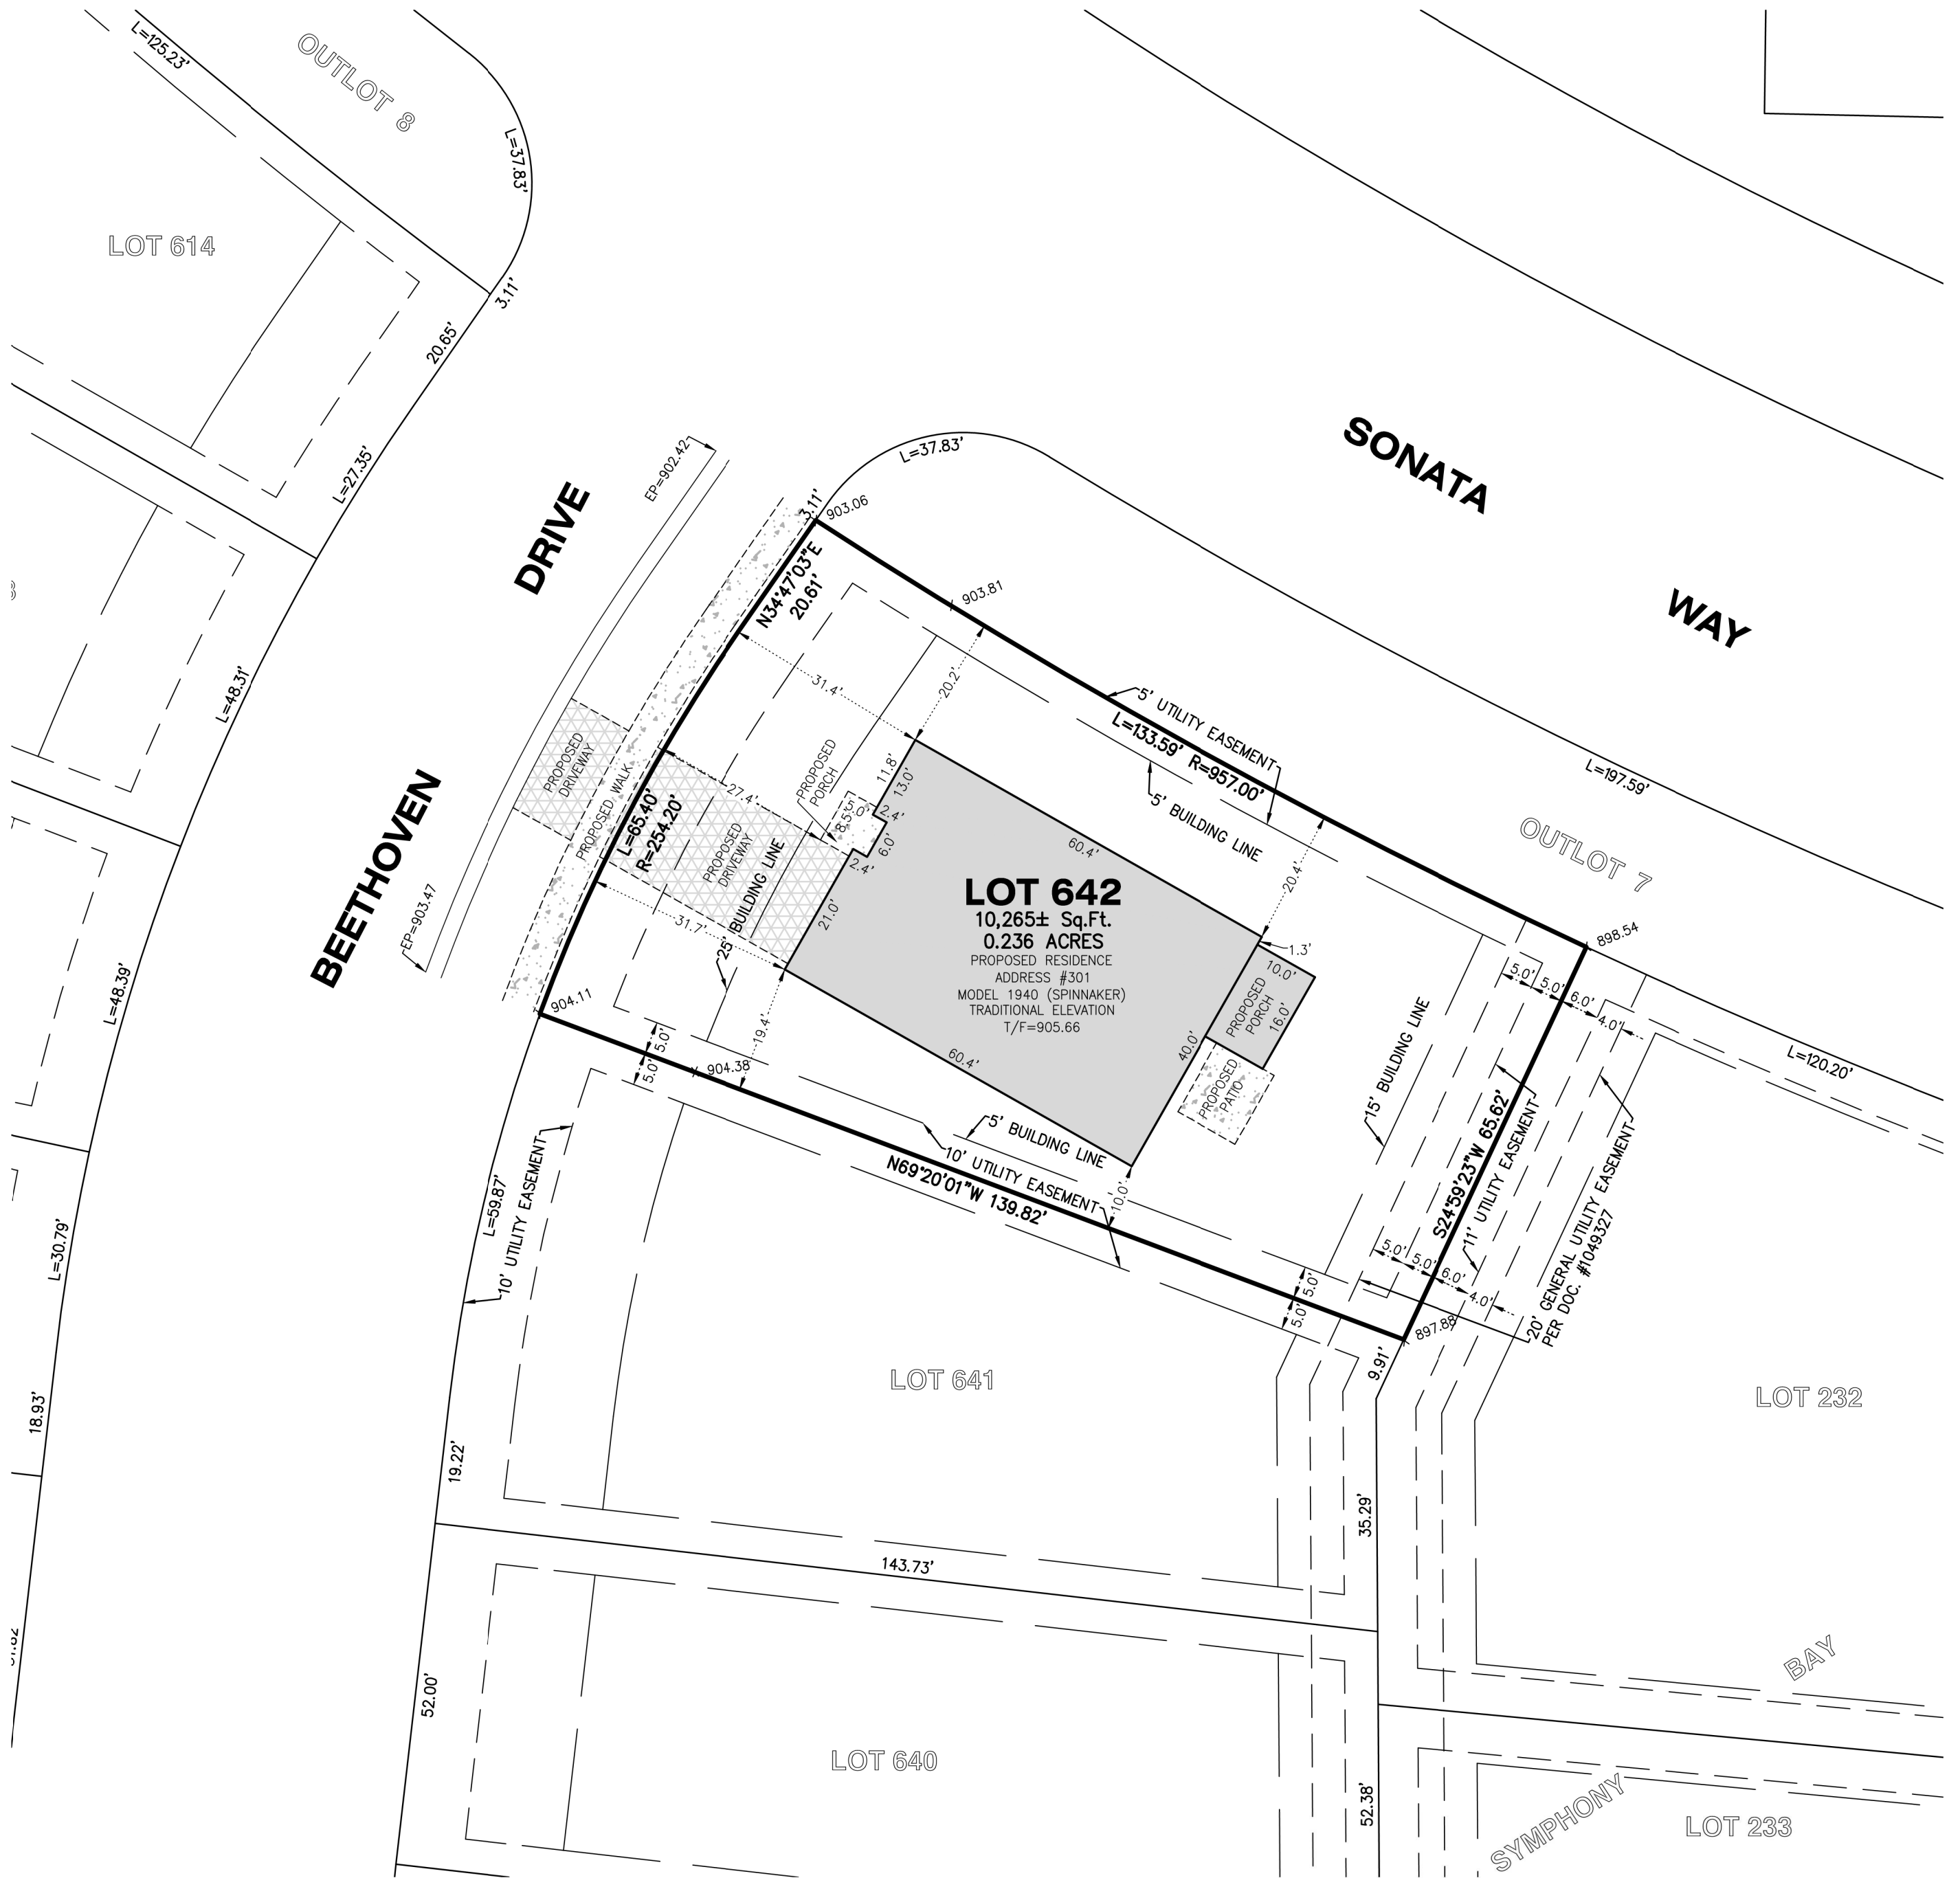 L=125.23'
OUTLOT 8
L=37.83'
LOT 614
3.11'
20.65'
L=27.35'
L=48.31'
L=48.39'
L=30.79'
18.93'
SONATA
WAY
BEETHOVEN
DRIVE
EP=902.42
EP=903.47
L=37.83'
3.11'
903.06
N34°47'03"E
20.61'
903.81
31.4'
20.2'
5' UTILITY EASEMENT
L=133.59' R=957.00'
5' BUILDING LINE
L=197.59'
OUTLOT 7
PROPOSED
DRIVEWAY
PROPOSED WALK
L=65.40'
R=254.20'
27.4'
PROPOSED
DRIVEWAY
PROPOSED
PORCH
11.8'
13.0'
8.5'
5.0'
2.4'
6.0'
2.4'
21.0'
25' BUILDING LINE
31.7'
60.4'
20.4'
LOT 642
10,265± Sq.Ft.
0.236 ACRES
PROPOSED RESIDENCE
ADDRESS #301
MODEL 1940 (SPINNAKER)
TRADITIONAL ELEVATION
T/F=905.66
1.3'
10.0'
PROPOSED
PORCH
16.0'
40.0'
PROPOSED
PATIO
60.4'
19.4'
904.11
904.38
5.0'
5.0'
5' BUILDING LINE
10' UTILITY EASEMENT
N69°20'01"W 139.82'
10.0'
15' BUILDING LINE
898.54
5.0'
5.0'
6.0'
4.0'
L=120.20'
S24°59'23"W 65.62'
11' UTILITY EASEMENT
20' GENERAL UTILITY EASEMENT
PER DOC. #1049327
5.0'
5.0'
6.0'
4.0'
5.0'
5.0'
897.88
9.91'
L=59.87'
10' UTILITY EASEMENT
LOT 641
LOT 232
19.22'
35.29'
143.73'
52.00'
LOT 640
52.38'
SYMPHONY
BAY
LOT 233